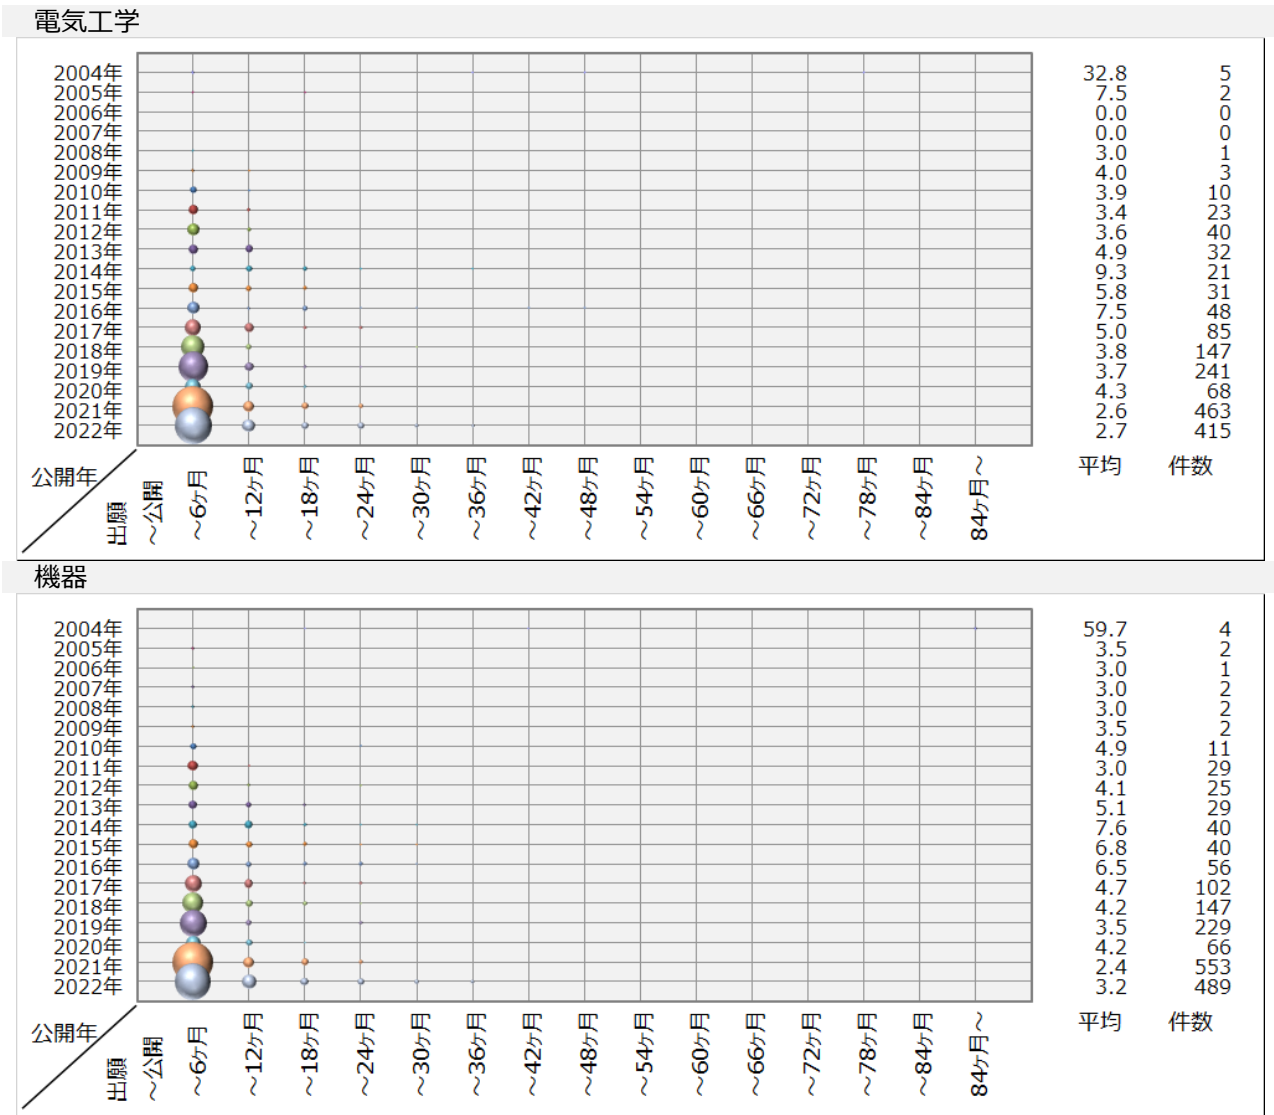 電気工学
2004年 32.8 5
2005年 7.5 2
2006年 0.0 0
2007年 0.0 0
2008年 3.0 1
2009年 4.0 3
2010年 3.9 10
2011年 3.4 23
2012年 3.6 40
2013年 4.9 32
2014年 9.3 21
2015年 5.8 31
2016年 7.5 48
2017年 5.0 85
2018年 3.8 147
2019年 3.7 241
2020年 4.3 68
2021年 2.6 463
2022年 2.7 415
公開年 平均 件数
出願
～公開
～6ヶ月
～12ヶ月
～18ヶ月
～24ヶ月
～30ヶ月
～36ヶ月
～42ヶ月
～48ヶ月
～54ヶ月
～60ヶ月
～66ヶ月
～72ヶ月
～78ヶ月
～84ヶ月
84ヶ月～
機器
2004年 59.7 4
2005年 3.5 2
2006年 3.0 1
2007年 3.0 2
2008年 3.0 2
2009年 3.5 2
2010年 4.9 11
2011年 3.0 29
2012年 4.1 25
2013年 5.1 29
2014年 7.6 40
2015年 6.8 40
2016年 6.5 56
2017年 4.7 102
2018年 4.2 147
2019年 3.5 229
2020年 4.2 66
2021年 2.4 553
2022年 3.2 489
公開年 平均 件数
出願
～公開
～6ヶ月
～12ヶ月
～18ヶ月
～24ヶ月
～30ヶ月
～36ヶ月
～42ヶ月
～48ヶ月
～54ヶ月
～60ヶ月
～66ヶ月
～72ヶ月
～78ヶ月
～84ヶ月
84ヶ月～